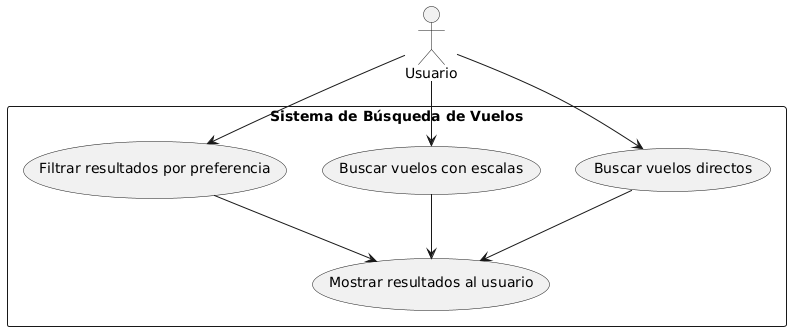 Usuario
Sistema de Búsqueda de Vuelos
Filtrar resultados por preferencia
Buscar vuelos con escalas
Buscar vuelos directos
Mostrar resultados al usuario